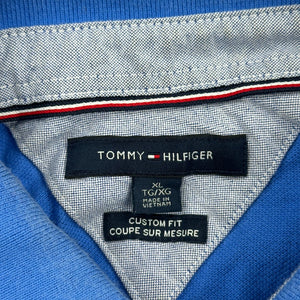 TOMMY HILFIGER
XL
TG/XG
MADE IN
VIETNAM
CUSTOM FIT
COUPE SUR MESURE